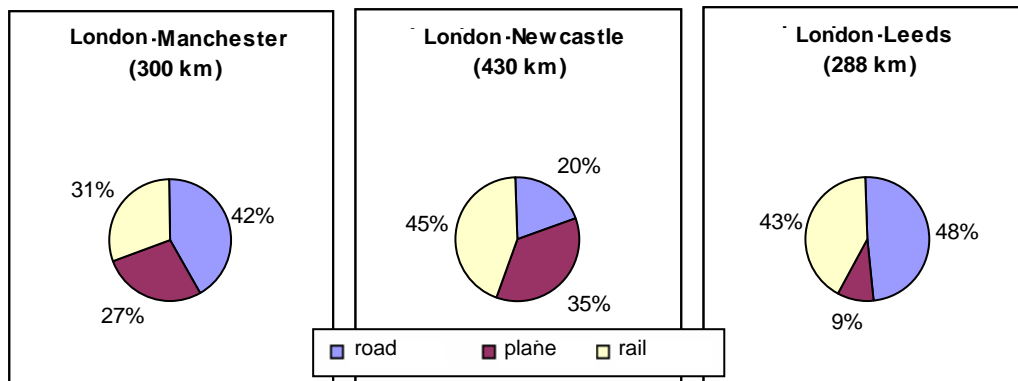 London-Manchester
(300 km)
31%
42%
27%
London-Newcastle
(430 km)
20%
45%
35%
London-Leeds
(288 km)
43%
48%
9%
road plane rail